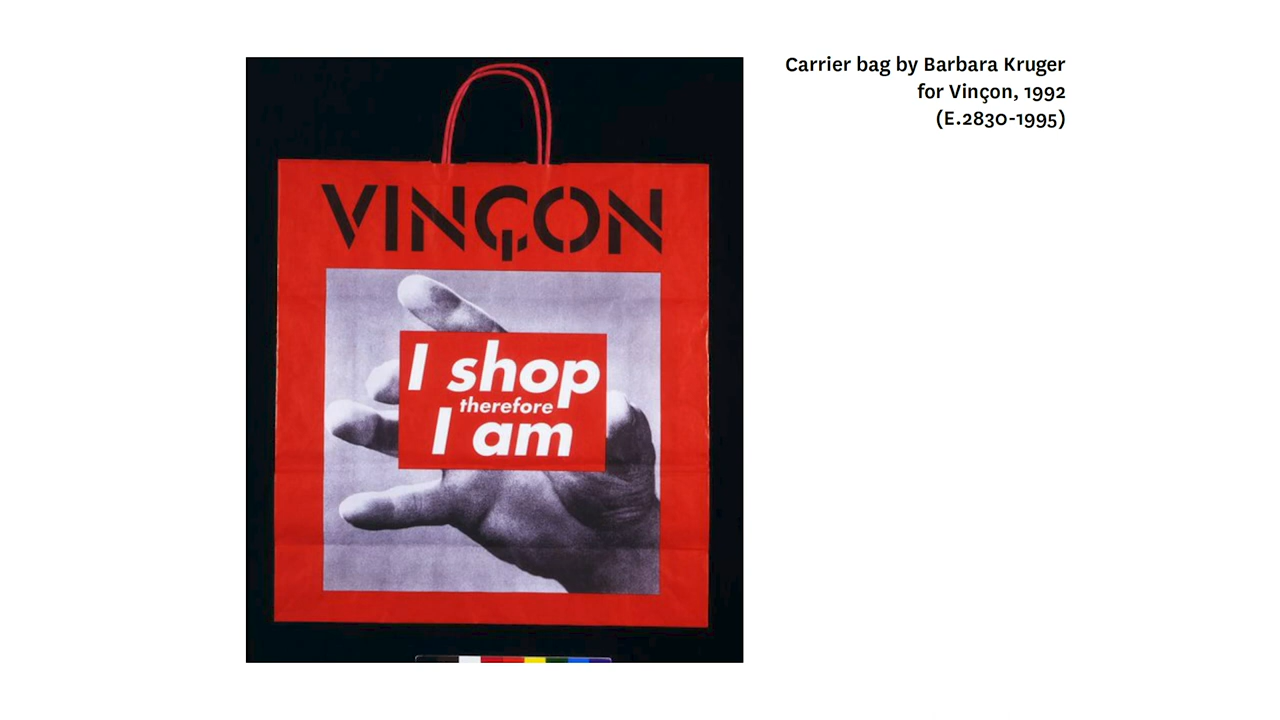 Carrier bag by Barbara Kruger
for Vinçon, 1992
(E.2830-1995)
VINÇON
I shop
therefore
I am